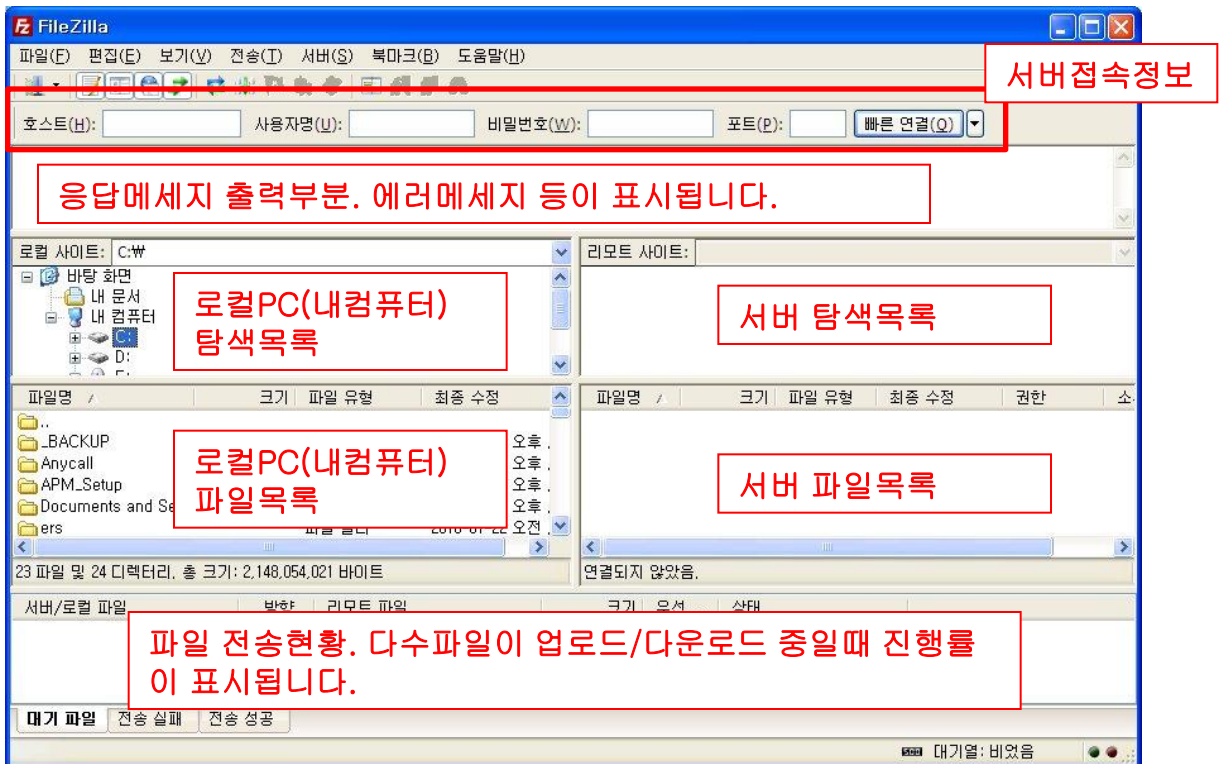 FileZilla
파일(F) 편집(E) 보기(V) 전송(T) 서버(S) 북마크(B) 도움말(H)
서버접속정보
호스트(H): 사용자명(U): 비밀번호(W): 포트(P): 빠른 연결(Q)
응답메세지 출력부분. 에러메세지 등이 표시됩니다.
로컬 사이트: C:₩ 리모트 사이트:
바탕 화면
내 문서
내 컴퓨터
C:
D:
로컬PC(내컴퓨터)
탐색목록
서버 탐색목록
파일명 크기 파일 유형 최종 수정 파일명 크기 파일 유형 최종 수정 권한
..
_BACKUP 오후
Anycall 오후
APM_Setup 오후
Documents and Se 오후
ers 파일 폴더 2010-01-22 오전
로컬PC(내컴퓨터)
파일목록
서버 파일목록
23 파일 및 24 디렉터리. 총 크기: 2,148,054,021 바이트 연결되지 않았음.
서버/로컬 파일 방향 리모트 파일 크기 우선 상태
파일 전송현황. 다수파일이 업로드/다운로드 중일때 진행률
이 표시됩니다.
대기 파일 전송 실패 전송 성공
대기열: 비었음